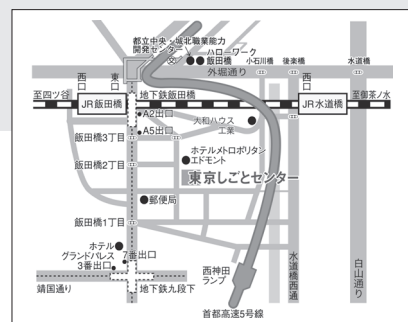 都立中央・城北職業能力
開発センター
ハローワーク
飯田橋
小石川橋
後楽橋
水道橋
外堀通り
西口
東口
西口
至四ツ谷
地下鉄飯田橋
至御茶ノ水
JR飯田橋
JR水道橋
A2出口
大和ハウス
工業
A5出口
飯田橋3丁目
ホテルメトロポリタン
エドモント
飯田橋2丁目
東京しごとセンター
郵便局
飯田橋1丁目
ホテル
グランドパレス
7番出口
3番出口
西神田
ランプ
水道橋西通り
白山通り
靖国通り
地下鉄九段下
首都高速5号線